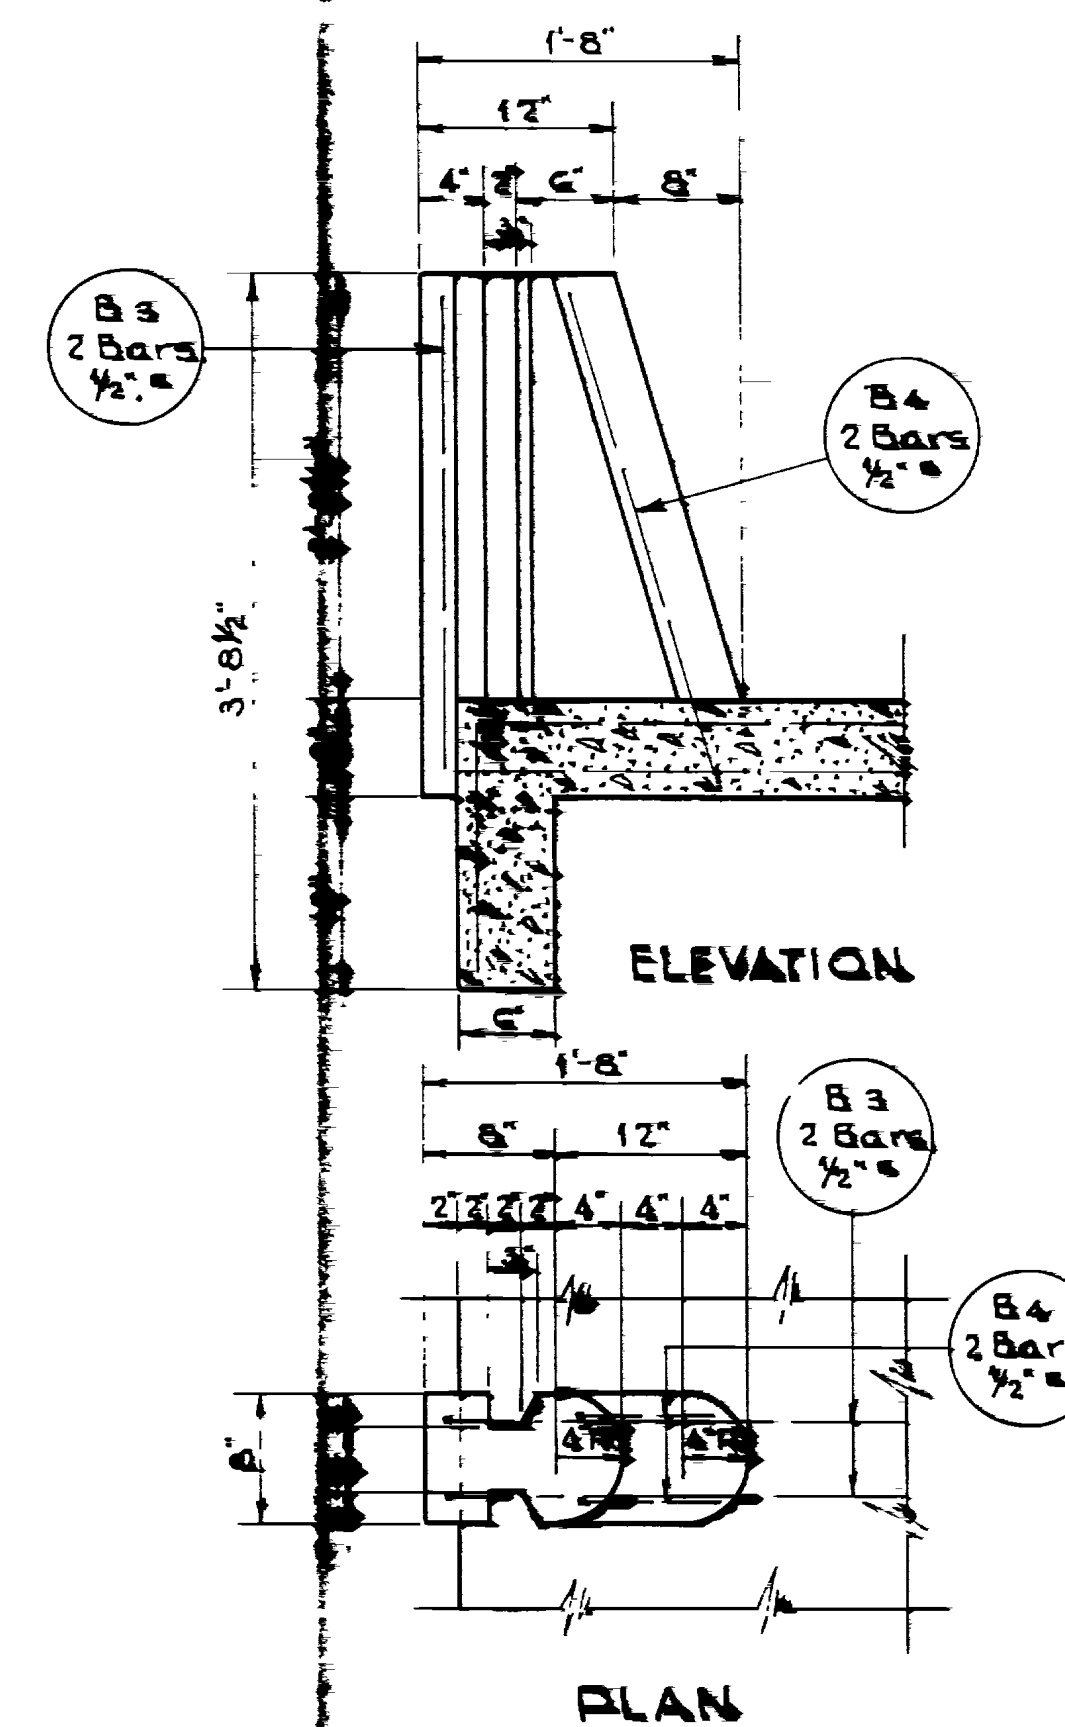 1'-8"
12"
4" 2" 6" 8"
3"
B 3
2 Bars
1/2"
B 4
2 Bars
1/2"
3'-8 1/2"
ELEVATION
6"
1'-8"
8" 12"
2" 2" 2" 2" 4" 4" 4"
3"
B 3
2 Bars
1/2"
B 4
2 Bar
1/2"
8"
4"R 4"R
PLAN